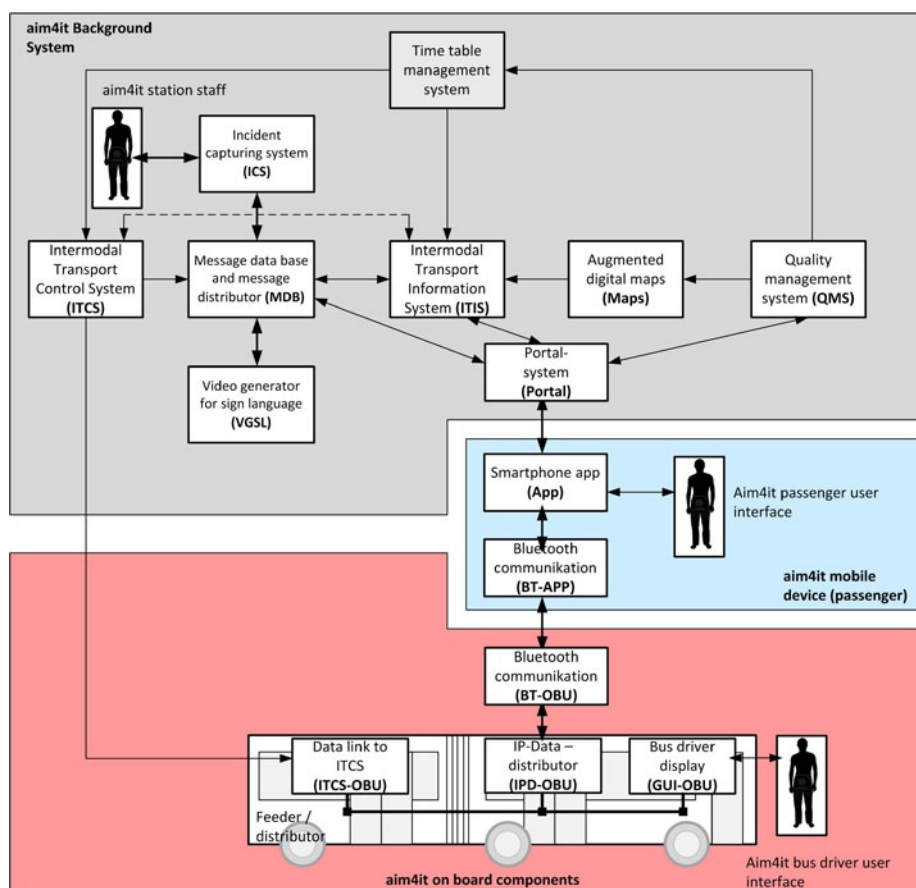 aim4it Background
System
Time table
management
system
aim4it station staff
Incident
capturing system
(ICS)
Intermodal
Transport
Control System
(ITCS)
Message data base
and message
distributor (MDB)
Intermodal
Transport
Information
System (ITIS)
Augmented
digital maps
(Maps)
Quality
management
system (QMS)
Portal-
system
(Portal)
Video generator
for sign language
(VGSL)
Smartphone app
(App)
Aim4it passenger user
interface
Bluetooth
communikation
(BT-APP)
aim4it mobile
device (passenger)
Bluetooth
communikation
(BT-OBU)
Data link to
ITCS
(ITCS-OBU)
IP-Data –
distributor
(IPD-OBU)
Bus driver
display
(GUI-OBU)
Feeder /
distributor
Aim4it bus driver user
interface
aim4it on board components